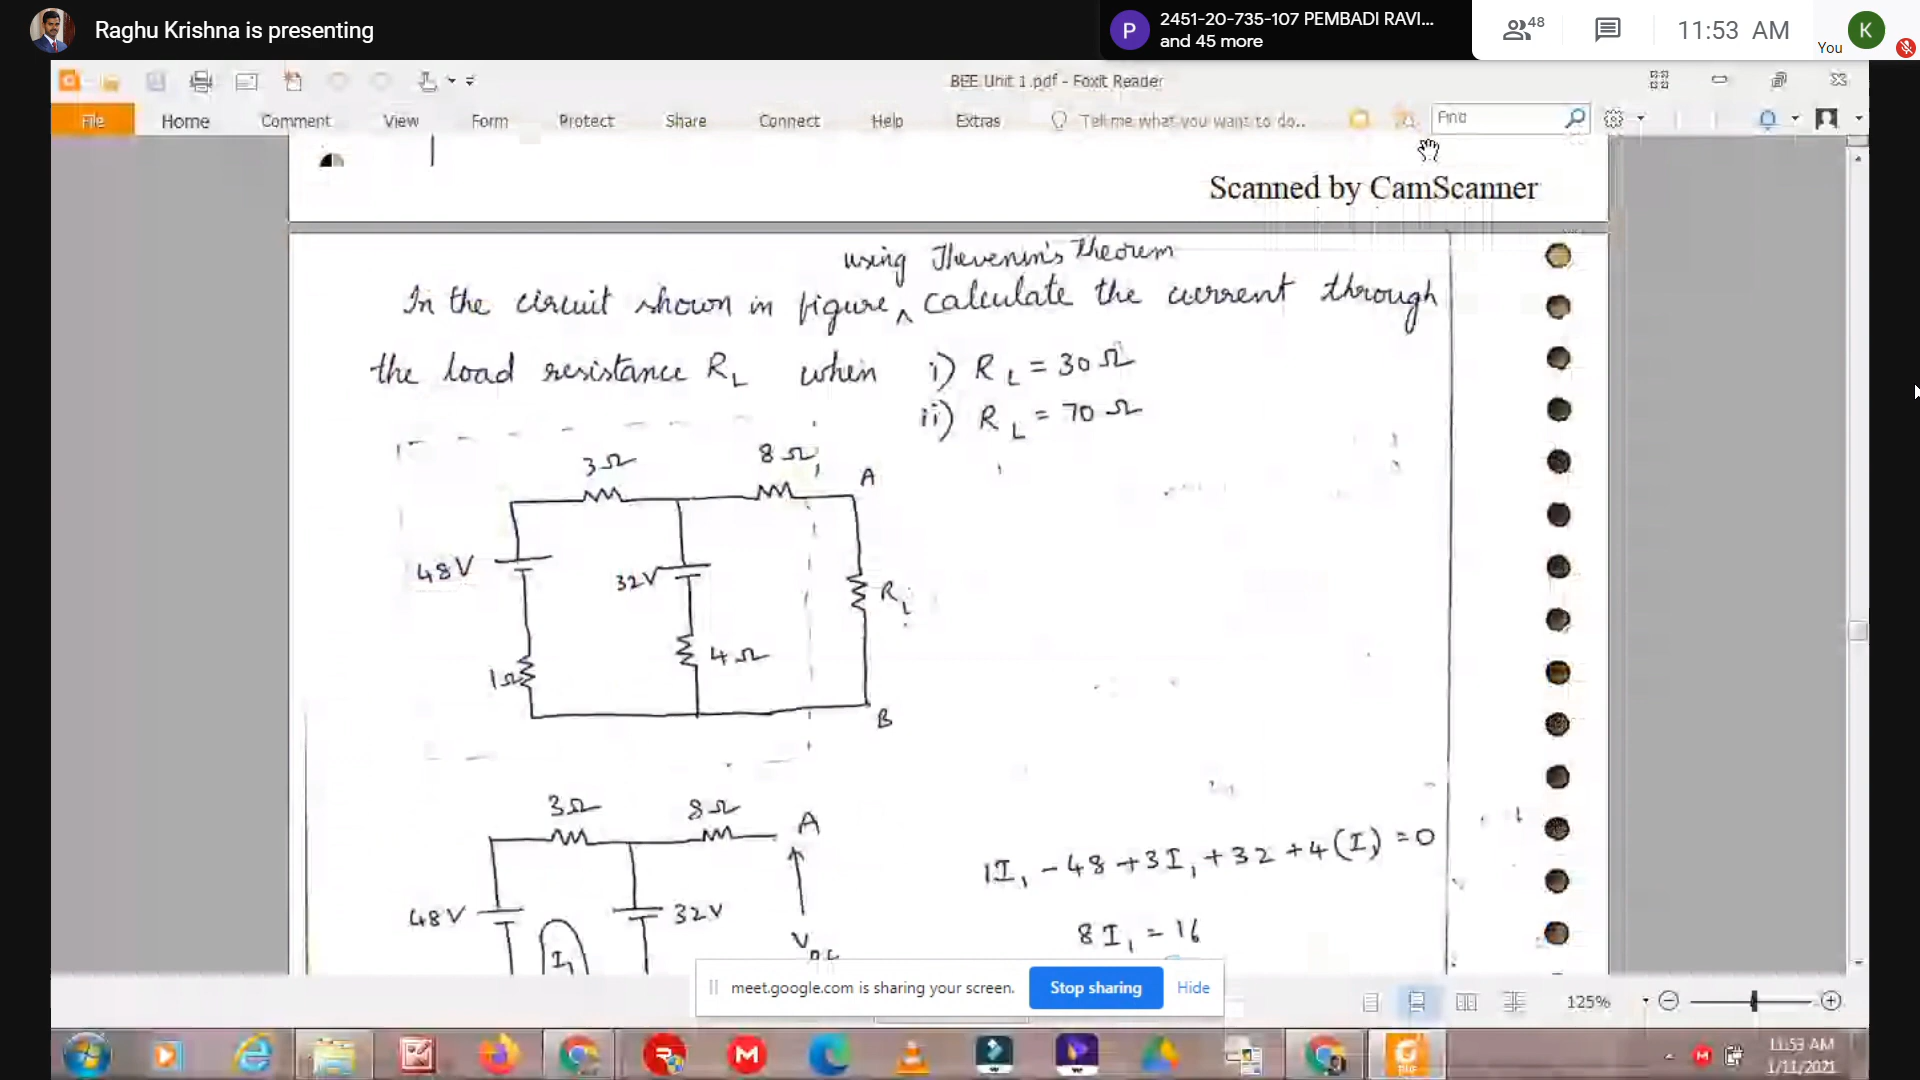 Raghu Krishna is presenting
P
2451-20-735-107 PEMBADI RAVI...
and 45 more
48
11:53 AM
You
K
BEE Unit 1.pdf - Foxit Reader
File Home Comment View Form Protect Share Connect Help Extras Tell me what you want to do.. Find
Scanned by CamScanner
using Thevenin's Theorem
In the circuit shown in figure, ^ calculate the current through
the load resistance R_L when i) R_L = 30 Ω
ii) R_L = 70 Ω
3Ω 8Ω A
48V 32V R_L
1Ω 4Ω
B
3Ω 8Ω A
1I₁ - 48 + 3I₁ + 32 + 4(I₁) = 0
48V 32V
8I₁ = 16
I₁
meet.google.com is sharing your screen. Stop sharing Hide
125%
11:53 AM
1/11/2021